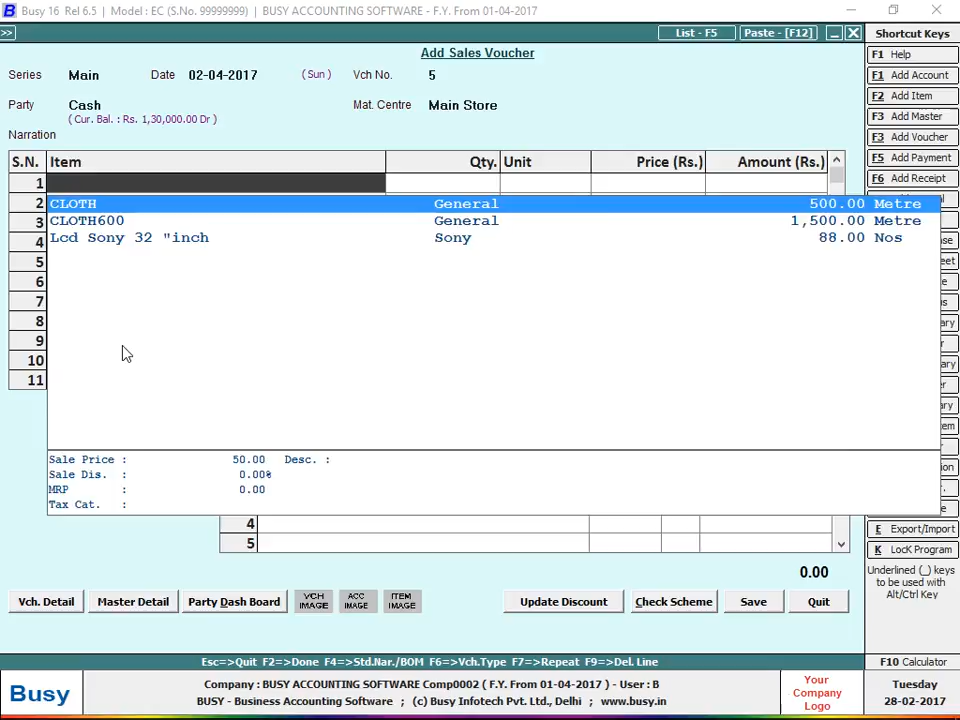 Busy 16 Rel 6.5 | Model : EC (S.No. 99999999) | BUSY ACCOUNTING SOFTWARE - F.Y. From 01-04-2017
>> List - F5 Paste - [F12] Shortcut Keys
Add Sales Voucher
Series Main Date 02-04-2017 (Sun) Vch No. 5
Party Cash Mat. Centre Main Store
(Cur. Bal. : Rs. 1,30,000.00 Dr)
Narration
S.N. Item Qty. Unit Price (Rs.) Amount (Rs.)
1
2 CLOTH General 500.00 Metre
3 CLOTH600 General 1,500.00 Metre
4 Lcd Sony 32 "inch Sony 88.00 Nos
5
6
7
8
9
10
11
Sale Price : 50.00 Desc. :
Sale Dis. : 0.00%
MRP : 0.00
Tax Cat. :
4
5
0.00
Vch. Detail Master Detail Party Dash Board VCH IMAGE ACC IMAGE ITEM IMAGE Update Discount Check Scheme Save Quit
Esc=>Quit F2=>Done F4=>Std.Nar./BOM F6=>Vch.Type F7=>Repeat F9=>Del. Line
Busy
Company : BUSY ACCOUNTING SOFTWARE Comp0002 ( F.Y. From 01-04-2017 ) - User : B
BUSY - Business Accounting Software ; (c) Busy Infotech Pvt. Ltd., Delhi ; www.busy.in
Your
Company
Logo
F1 Help
F1 Add Account
F2 Add Item
F3 Add Master
F3 Add Voucher
F5 Add Payment
F6 Add Receipt
E Export/Import
K LocK Program
Underlined (_) keys
to be used with
Alt/Ctrl Key
F10 Calculator
Tuesday
28-02-2017